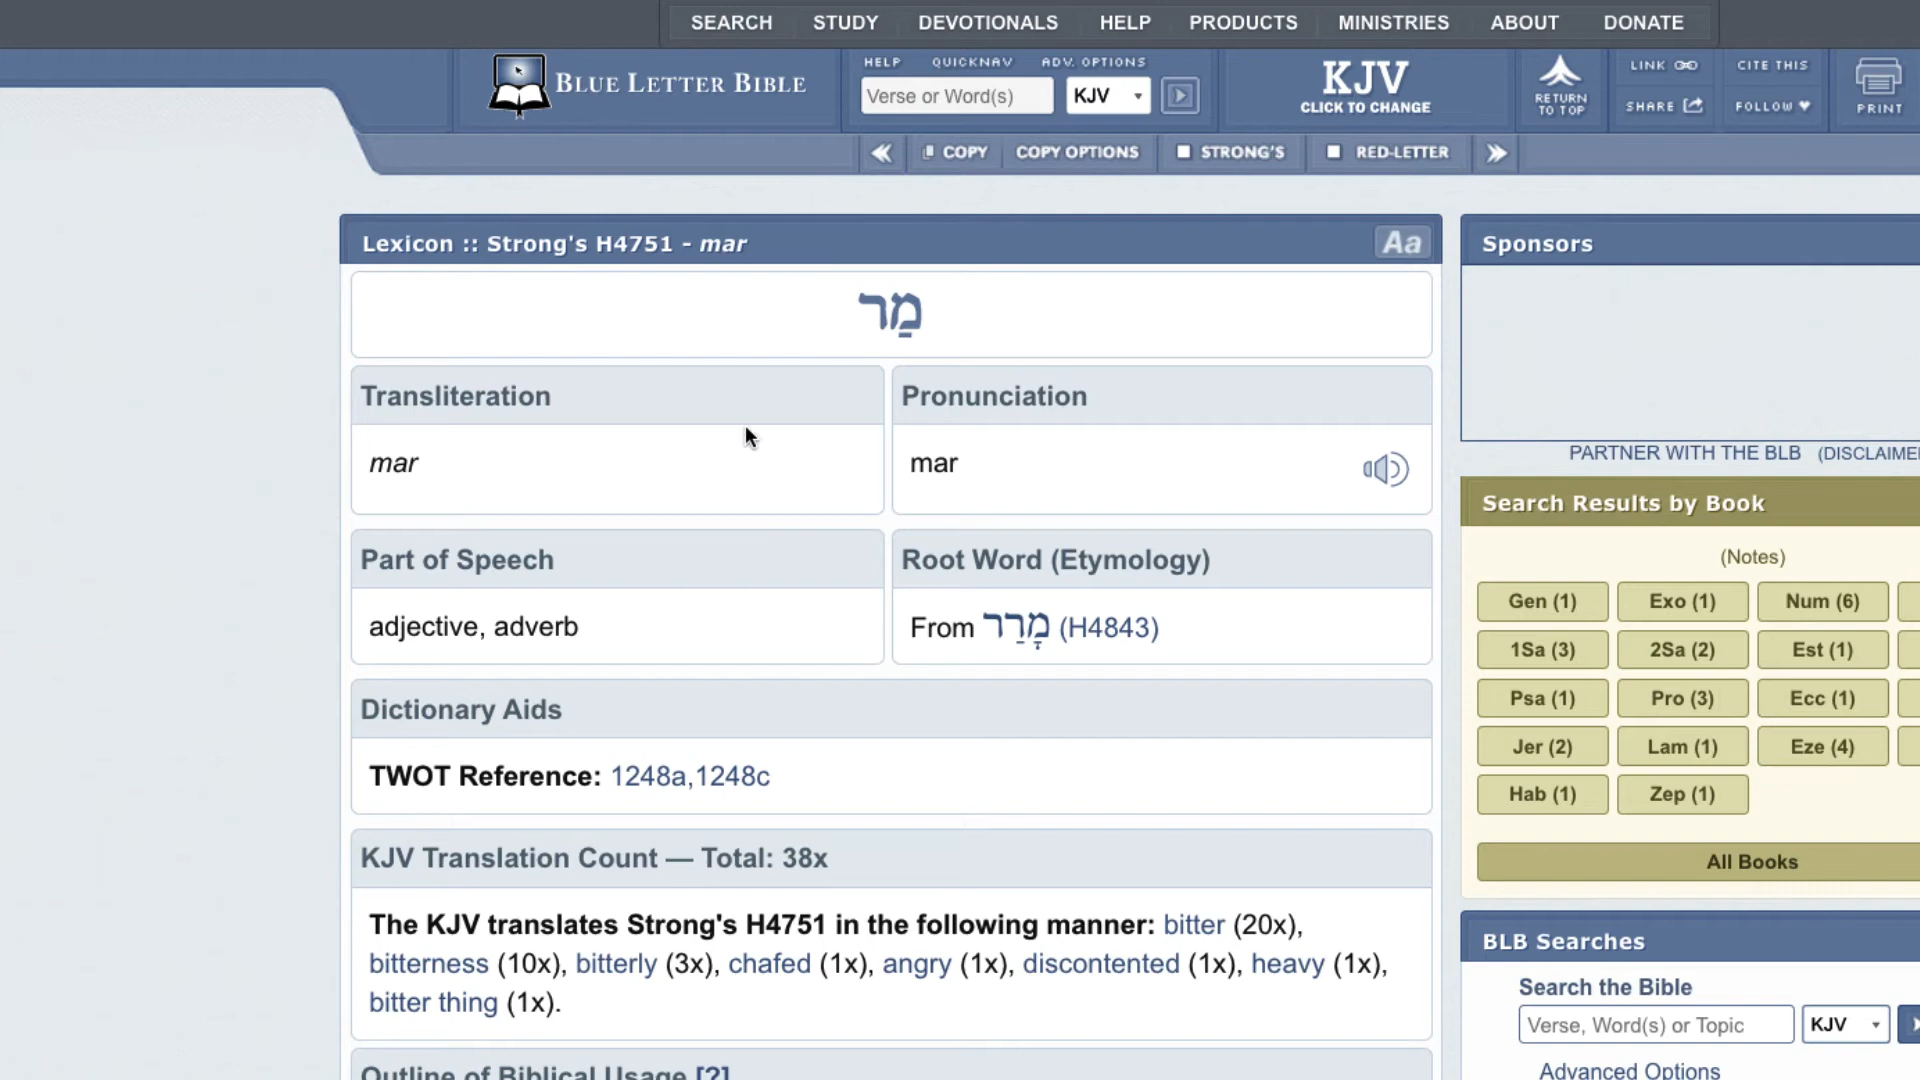 SEARCH STUDY DEVOTIONALS HELP PRODUCTS MINISTRIES ABOUT DONATE
BLUE LETTER BIBLE
HELP QUICKNAV ADV. OPTIONS
Verse or Word(s) KJV
KJV
CLICK TO CHANGE
RETURN
TO TOP
LINK
SHARE
CITE THIS
FOLLOW
PRINT
COPY COPY OPTIONS STRONG'S RED-LETTER
Lexicon :: Strong's H4751 - mar
Aa
מַר
Transliteration
mar
Pronunciation
mar
Part of Speech
adjective, adverb
Root Word (Etymology)
From מָרַר (H4843)
Dictionary Aids
TWOT Reference: 1248a,1248c
KJV Translation Count — Total: 38x
The KJV translates Strong's H4751 in the following manner: bitter (20x),
bitterness (10x), bitterly (3x), chafed (1x), angry (1x), discontented (1x), heavy (1x),
bitter thing (1x).
Outline of Biblical Usage [?]
Sponsors
PARTNER WITH THE BLB (DISCLAIME
Search Results by Book
(Notes)
Gen (1) Exo (1) Num (6)
1Sa (3) 2Sa (2) Est (1)
Psa (1) Pro (3) Ecc (1)
Jer (2) Lam (1) Eze (4)
Hab (1) Zep (1)
All Books
BLB Searches
Search the Bible
Verse, Word(s) or Topic KJV
Advanced Options